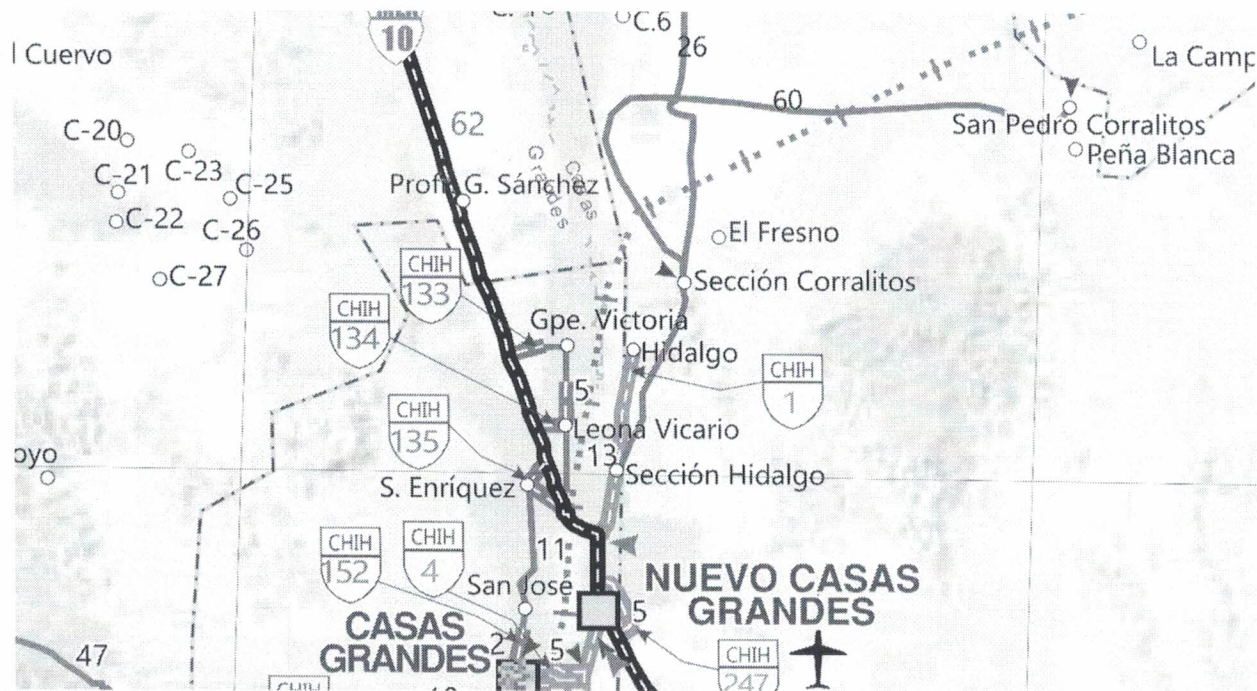 10
C.6
26
l Cuervo
La Camp
62
60
C-20
San Pedro Corralitos
C-23
Peña Blanca
C-21
C-25
Profr. G. Sánchez
Casas
Grandes
C-22
C-26
El Fresno
C-27
CHIH
133
Sección Corralitos
CHIH
134
Gpe. Victoria
Hidalgo
CHIH
1
5
CHIH
135
Leona Vicario
13
oyo
Sección Hidalgo
S. Enríquez
11
CHIH
152
CHIH
4
San José
NUEVO CASAS
GRANDES
5
CASAS
GRANDES
2
5
47
CHIH
247
CHIH